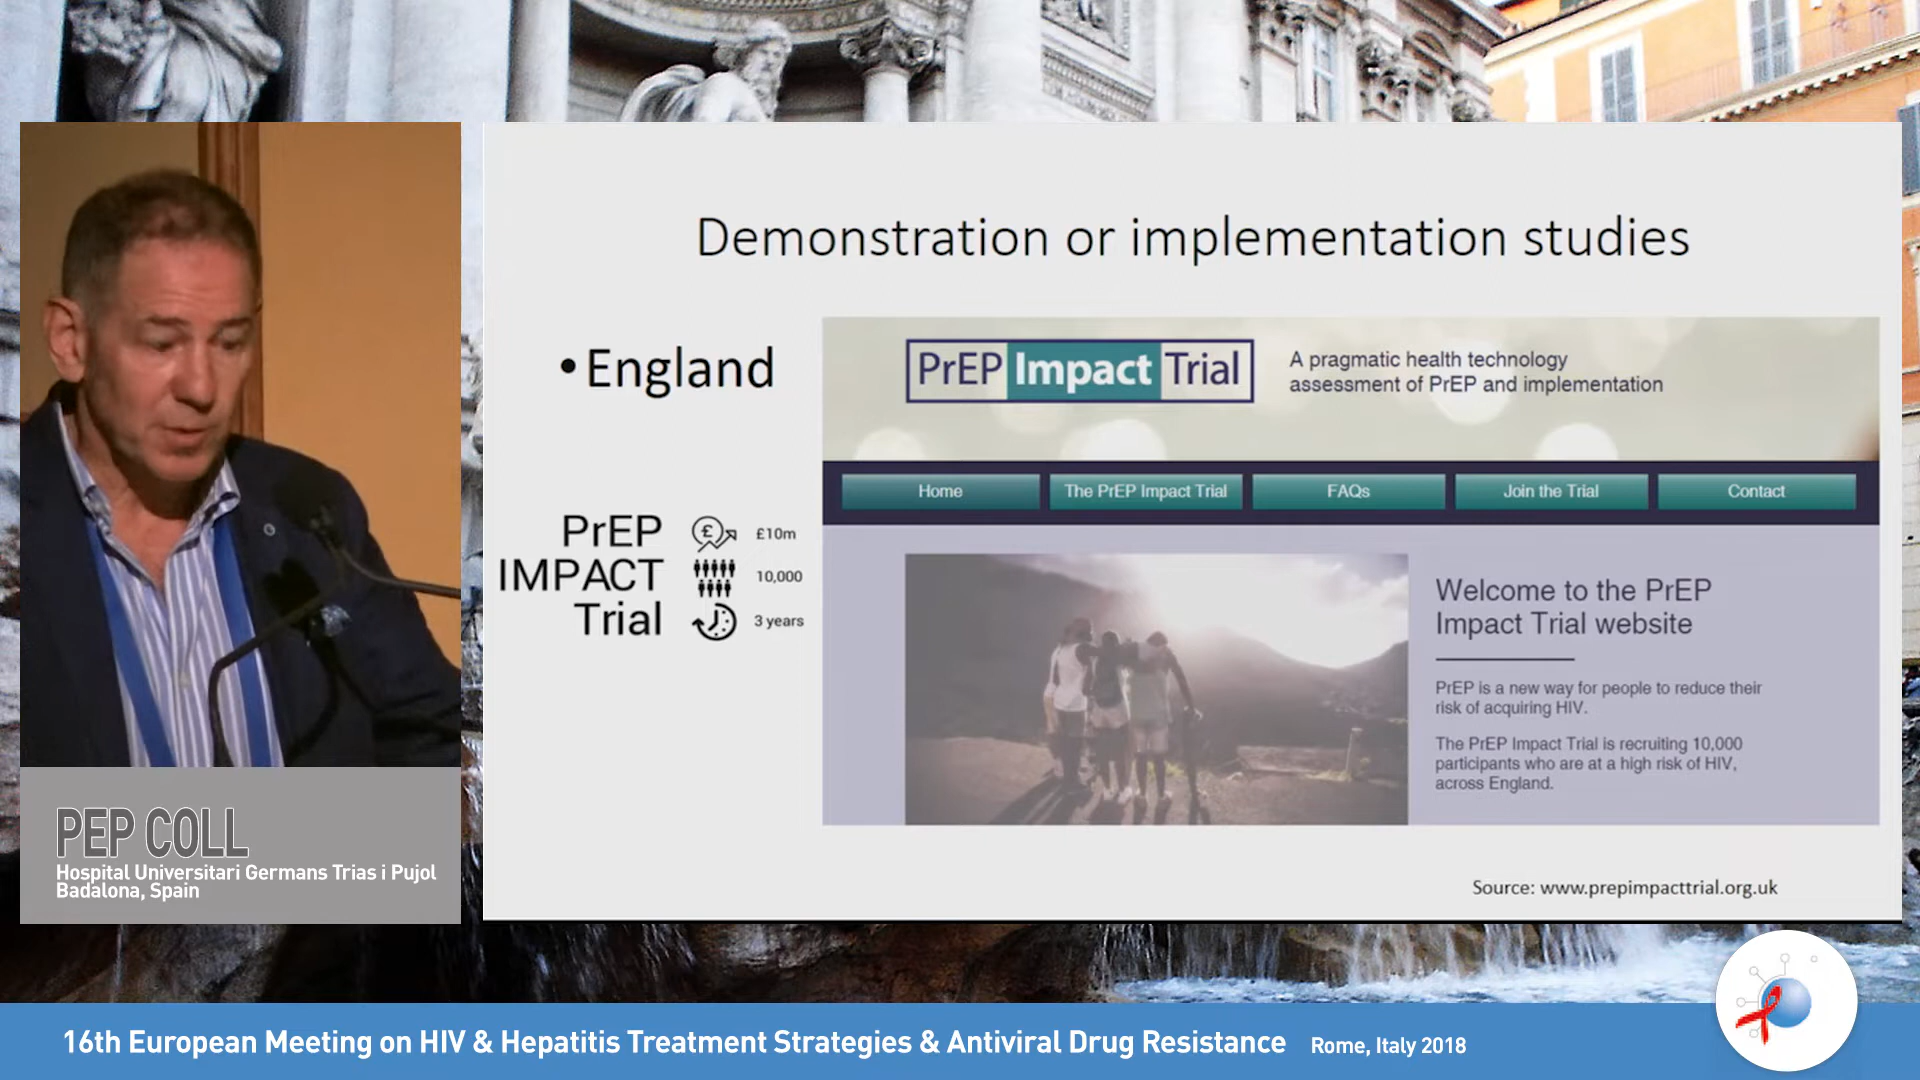 Demonstration or implementation studies
• England
PrEP Impact Trial
A pragmatic health technology
assessment of PrEP and implementation
Home
The PrEP Impact Trial
FAQs
Join the Trial
Contact
PrEP
IMPACT
Trial
£
£10m
10,000
3 years
Welcome to the PrEP
Impact Trial website
PrEP is a new way for people to reduce their
risk of acquiring HIV.
The PrEP Impact Trial is recruiting 10,000
participants who are at a high risk of HIV,
across England.
Source: www.prepimpacttrial.org.uk
PEP COLL
Hospital Universitari Germans Trias i Pujol
Badalona, Spain
16th European Meeting on HIV & Hepatitis Treatment Strategies & Antiviral Drug Resistance Rome, Italy 2018